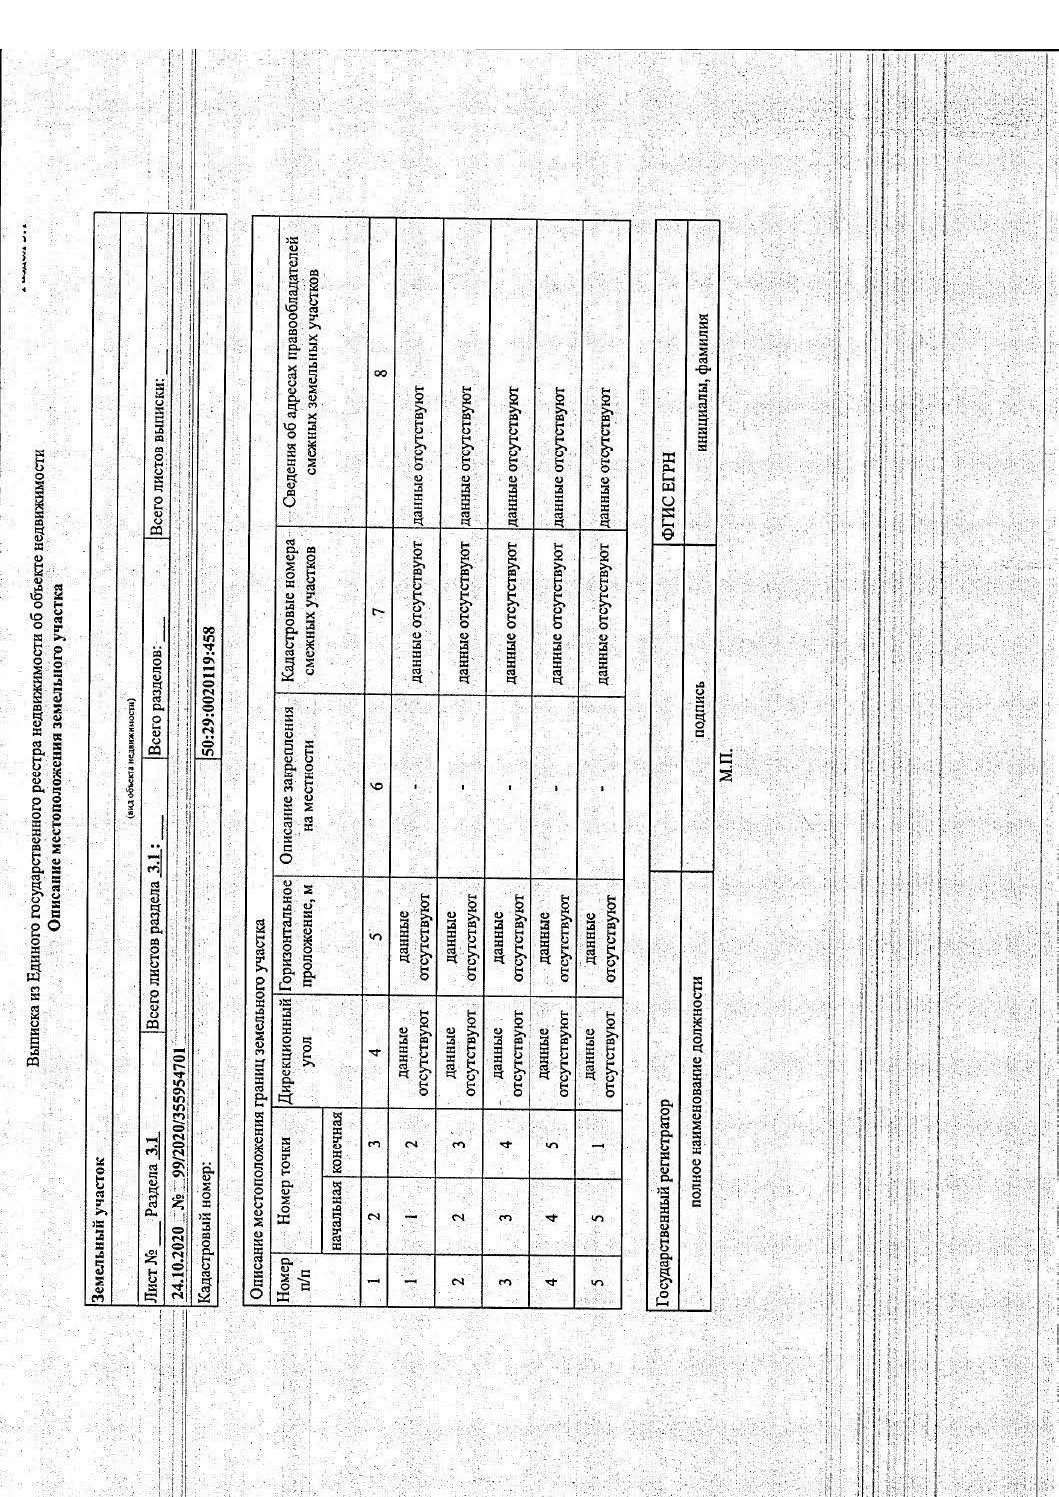 Выписка из Единого государственного реестра недвижимости об объекте недвижимости
Описание местоположения земельного участка
Земельный участок
(вид объекта недвижимости)
Лист № ___ Раздела 3.1 Всего листов раздела 3.1 : ___ Всего разделов: ___ Всего листов выписки: ___
24.10.2020 № 99/2020/355954701
Кадастровый номер: 50:29:0020119:458
Описание местоположения границ земельного участка
Номер п/п Номер точки Дирекционный угол Горизонтальное проложение, м Описание закрепления на местности Кадастровые номера смежных участков Сведения об адресах правообладателей смежных земельных участков
начальная конечная
1 2 3 4 5 6 7 8
1 1 2 данные отсутствуют данные отсутствуют - данные отсутствуют данные отсутствуют
2 2 3 данные отсутствуют данные отсутствуют - данные отсутствуют данные отсутствуют
3 3 4 данные отсутствуют данные отсутствуют - данные отсутствуют данные отсутствуют
4 4 5 данные отсутствуют данные отсутствуют - данные отсутствуют данные отсутствуют
5 5 1 данные отсутствуют данные отсутствуют - данные отсутствуют данные отсутствуют
Государственный регистратор ФГИС ЕГРН
полное наименование должности подпись инициалы, фамилия
М.П.